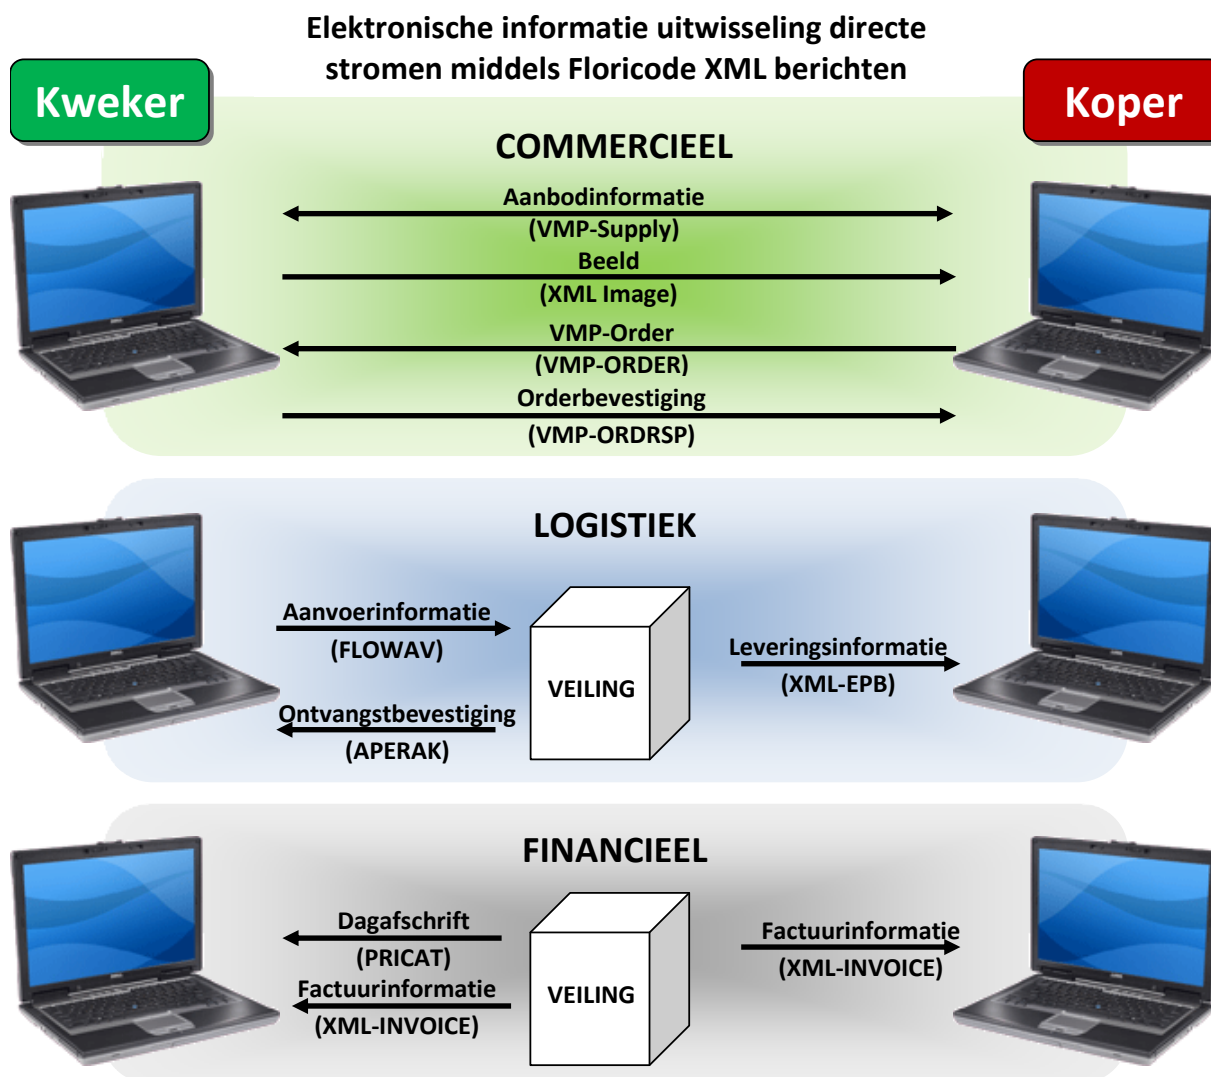 Elektronische informatie uitwisseling directe
stromen middels Floricode XML berichten
Kweker
Koper
COMMERCIEEL
Aanbodinformatie
(VMP-Supply)
Beeld
(XML Image)
VMP-Order
(VMP-ORDER)
Orderbevestiging
(VMP-ORDRSP)
LOGISTIEK
Aanvoerinformatie
(FLOWAV)
Ontvangstbevestiging
(APERAK)
VEILING
Leveringsinformatie
(XML-EPB)
FINANCIEEL
Dagafschrift
(PRICAT)
Factuurinformatie
(XML-INVOICE)
VEILING
Factuurinformatie
(XML-INVOICE)